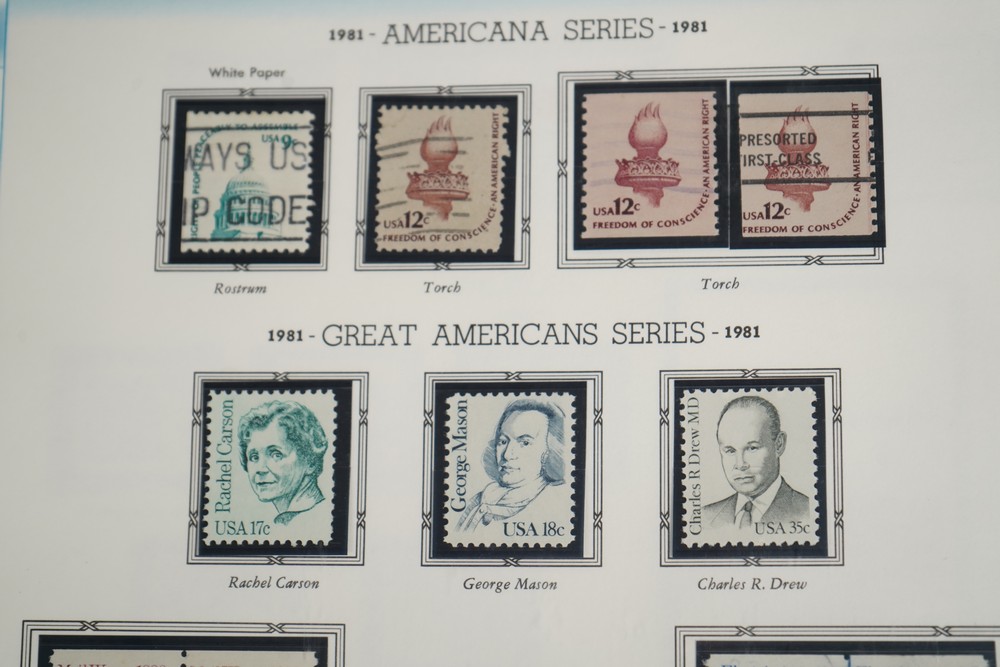 1981 - AMERICANA SERIES - 1981
White Paper
PEACEABLY TO ASSEMBLE
USA 9c
WAYS US
IP CODE
Rostrum
USA 12c
FREEDOM OF CONSCIENCE · AN AMERICAN RIGHT
Torch
USA 12c
FREEDOM OF CONSCIENCE · AN AMERICAN RIGHT
PRESORTED
FIRST-CLASS
USA 12c
FREEDOM OF CONSCIENCE · AN AMERICAN RIGHT
Torch
1981 - GREAT AMERICANS SERIES - 1981
Rachel Carson
USA 17c
Rachel Carson
George Mason
USA 18c
George Mason
Charles R Drew MD
USA 35c
Charles R. Drew